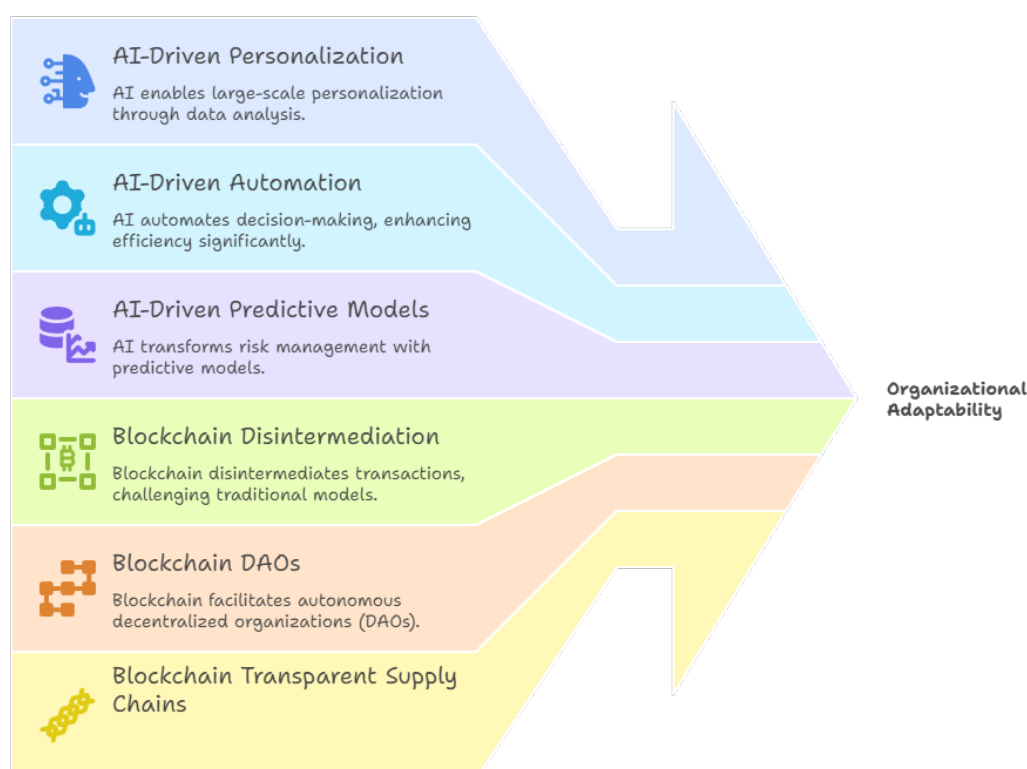 AI-Driven Personalization
AI enables large-scale personalization
through data analysis.
AI-Driven Automation
AI automates decision-making, enhancing
efficiency significantly.
AI-Driven Predictive Models
AI transforms risk management with
predictive models.
Blockchain Disintermediation
Blockchain disintermediates transactions,
challenging traditional models.
Blockchain DAOs
Blockchain facilitates autonomous
decentralized organizations (DAOs).
Blockchain Transparent Supply
Chains
Organizational
Adaptability